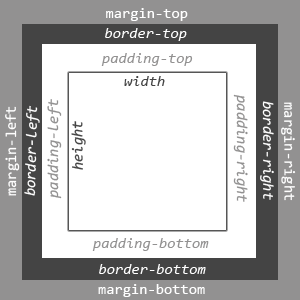 margin-top
border-top
padding-top
width
height
margin-left
border-left
padding-left
padding-right
border-right
margin-right
padding-bottom
border-bottom
margin-bottom